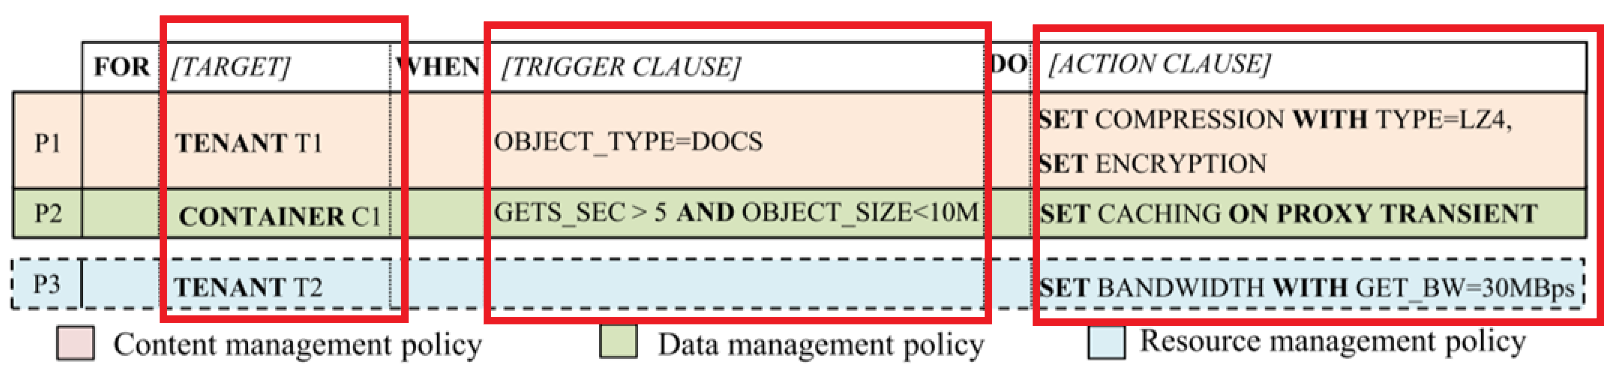 FOR [TARGET] WHEN [TRIGGER CLAUSE] DO [ACTION CLAUSE]
P1 TENANT T1 OBJECT_TYPE=DOCS SET COMPRESSION WITH TYPE=LZ4,
SET ENCRYPTION
P2 CONTAINER C1 GETS_SEC > 5 AND OBJECT_SIZE<10M SET CACHING ON PROXY TRANSIENT
P3 TENANT T2 SET BANDWIDTH WITH GET_BW=30MBps
Content management policy Data management policy Resource management policy